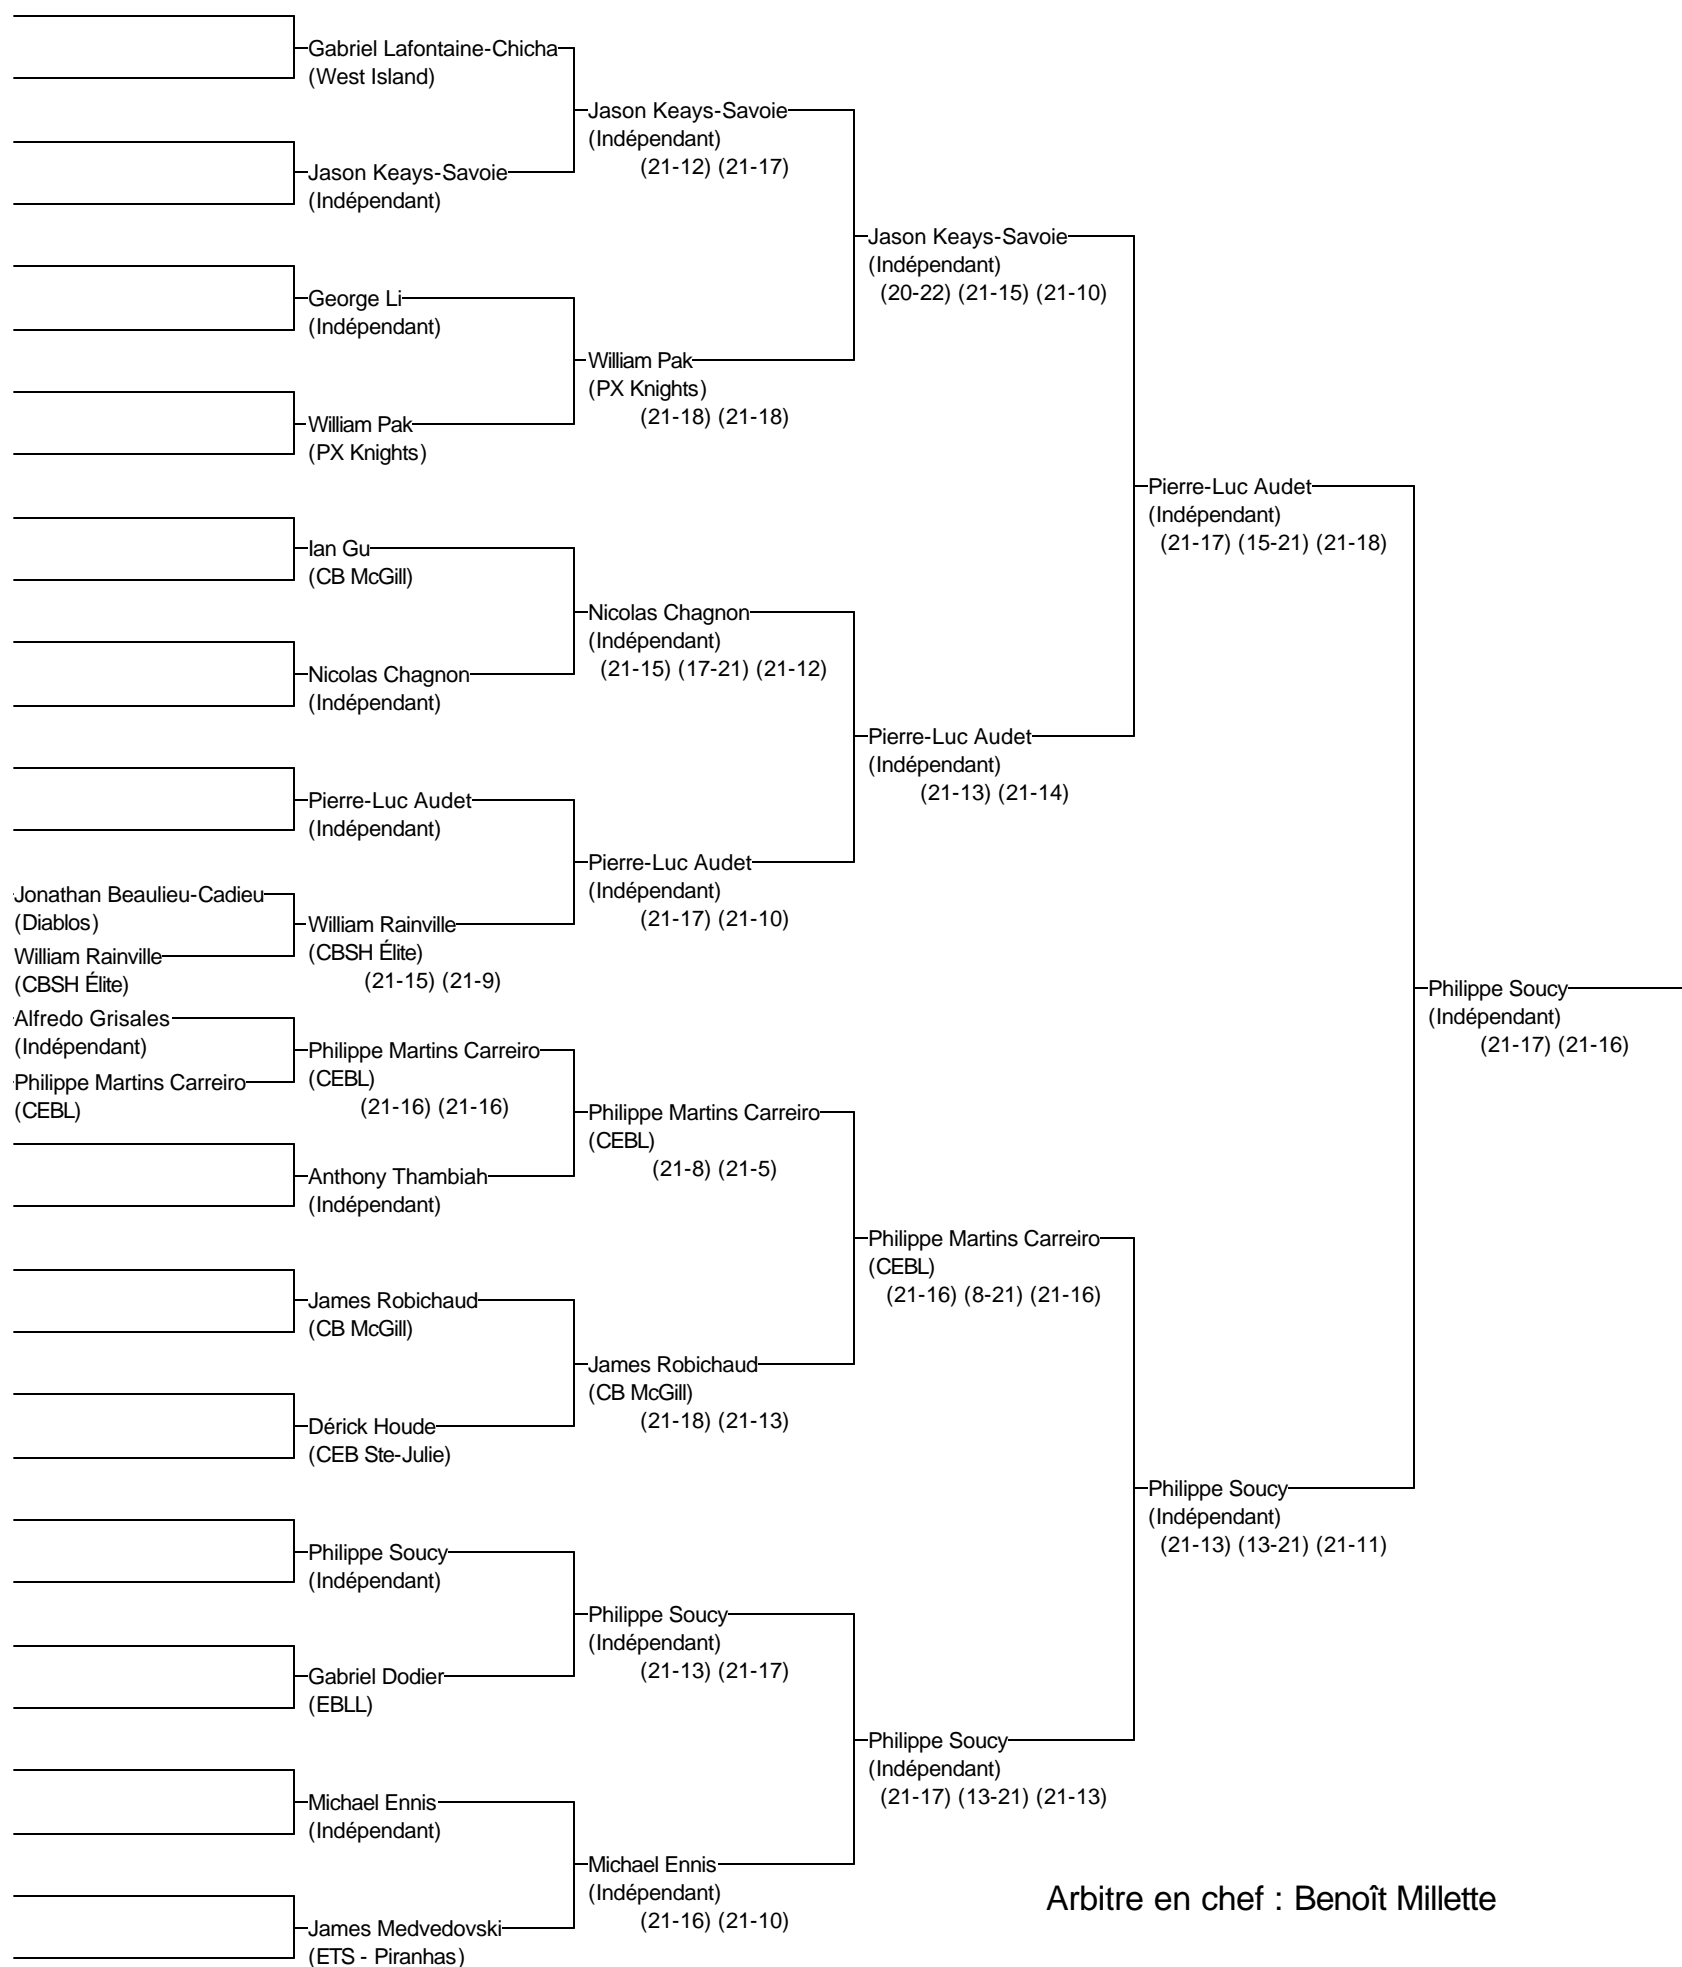 Gabriel Lafontaine-Chicha
(West Island)
Jason Keays-Savoie
(Indépendant)
(21-12) (21-17)
Jason Keays-Savoie
(Indépendant)
Jason Keays-Savoie
(Indépendant)
(20-22) (21-15) (21-10)
George Li
(Indépendant)
William Pak
(PX Knights)
(21-18) (21-18)
William Pak
(PX Knights)
Pierre-Luc Audet
(Indépendant)
(21-17) (15-21) (21-18)
Ian Gu
(CB McGill)
Nicolas Chagnon
(Indépendant)
(21-15) (17-21) (21-12)
Nicolas Chagnon
(Indépendant)
Pierre-Luc Audet
(Indépendant)
(21-13) (21-14)
Pierre-Luc Audet
(Indépendant)
Pierre-Luc Audet
(Indépendant)
(21-17) (21-10)
Jonathan Beaulieu-Cadieu
(Diablos)
William Rainville
(CBSH Élite)
(21-15) (21-9)
William Rainville
(CBSH Élite)
Philippe Soucy
(Indépendant)
(21-17) (21-16)
Alfredo Grisales
(Indépendant)
Philippe Martins Carreiro
(CEBL)
(21-16) (21-16)
Philippe Martins Carreiro
(CEBL)
Philippe Martins Carreiro
(CEBL)
(21-8) (21-5)
Anthony Thambiah
(Indépendant)
Philippe Martins Carreiro
(CEBL)
(21-16) (8-21) (21-16)
James Robichaud
(CB McGill)
James Robichaud
(CB McGill)
(21-18) (21-13)
Dérick Houde
(CEB Ste-Julie)
Philippe Soucy
(Indépendant)
(21-13) (13-21) (21-11)
Philippe Soucy
(Indépendant)
Philippe Soucy
(Indépendant)
(21-13) (21-17)
Gabriel Dodier
(EBLL)
Philippe Soucy
(Indépendant)
(21-17) (13-21) (21-13)
Michael Ennis
(Indépendant)
Michael Ennis
(Indépendant)
(21-16) (21-10)
James Medvedovski
(ETS - Piranhas)
Arbitre en chef : Benoît Millette